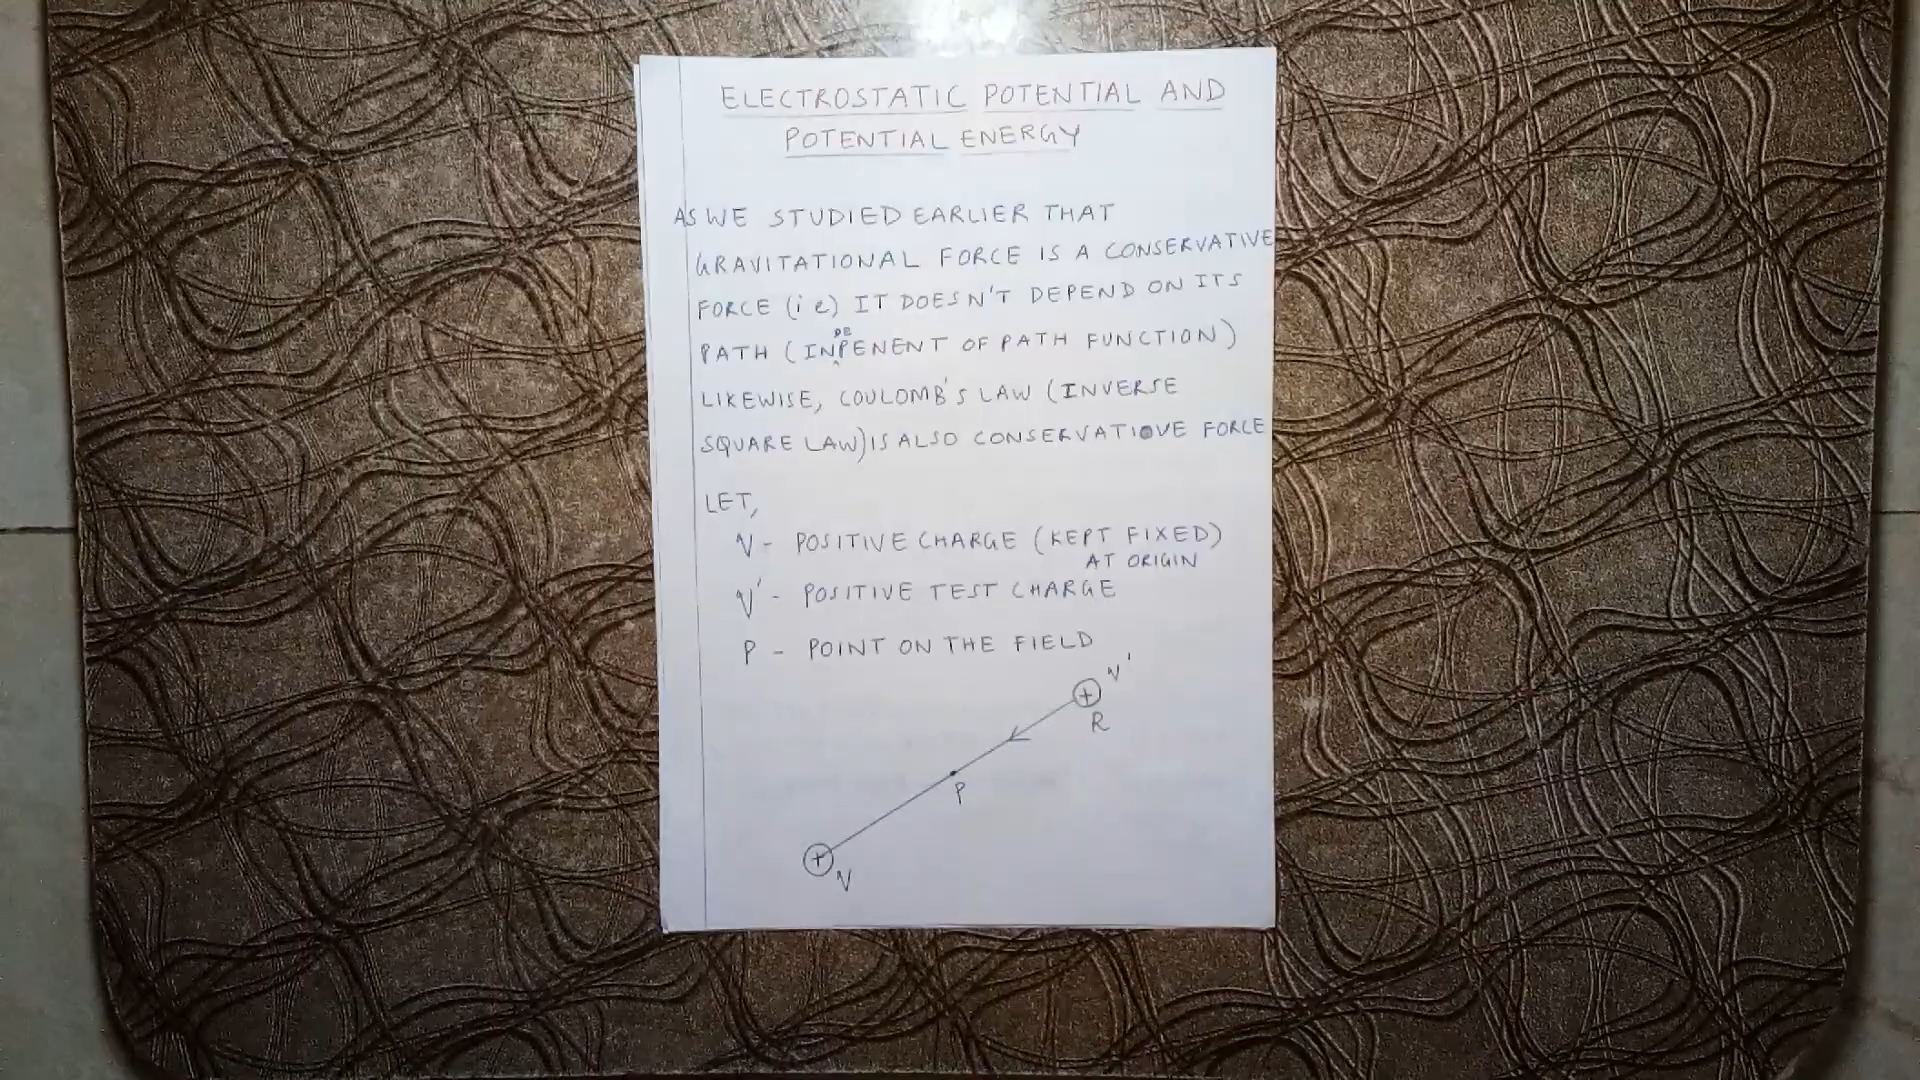 ELECTROSTATIC POTENTIAL AND
POTENTIAL ENERGY
AS WE STUDIED EARLIER THAT
GRAVITATIONAL FORCE IS A CONSERVATIVE
FORCE (i e) IT DOESN'T DEPEND ON ITS
PATH (INDEPENENT OF PATH FUNCTION)
LIKEWISE, COULOMB'S LAW (INVERSE
SQUARE LAW) IS ALSO CONSERVATIOVE FORCE
LET,
V - POSITIVE CHARGE (KEPT FIXED)
AT ORIGIN
V' - POSITIVE TEST CHARGE
P - POINT ON THE FIELD
+ V'
R
P
+ V